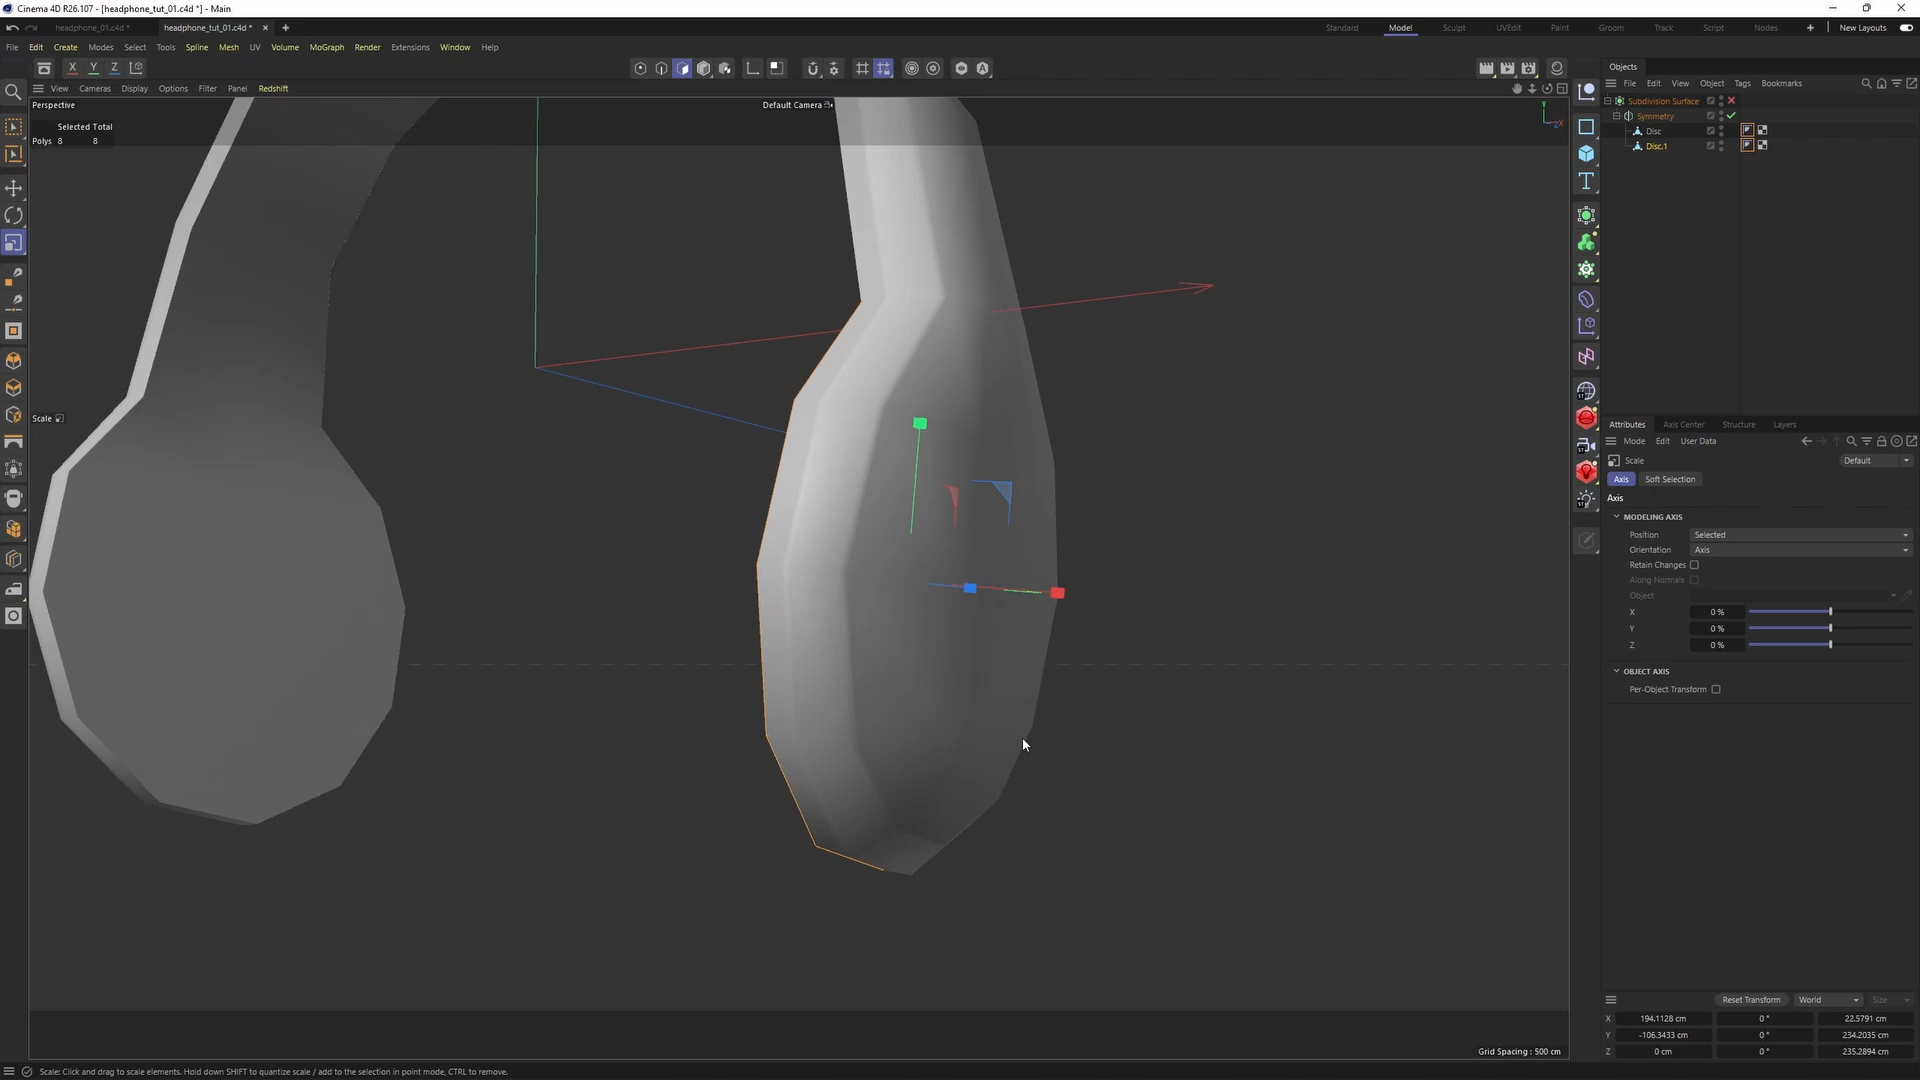 Cinema 4D R26.107 - [headphone_tut_01.c4d *] - Main
headphone_01.c4d *
headphone_tut_01.c4d *
Standard
Model
Sculpt
UVEdit
Paint
Groom
Track
Script
Nodes
New Layouts
File Edit Create Modes Select Tools Spline Mesh UV Volume MoGraph Render Extensions Window Help
X Y Z
View Cameras Display Options Filter Panel Redshift
Perspective
Default Camera
Selected Total
Polys 8 8
Scale
Y
Z X
Grid Spacing : 500 cm
Objects
File Edit View Object Tags Bookmarks
Subdivision Surface
Symmetry
Disc
Disc.1
Attributes Axis Center Structure Layers
Mode Edit User Data
Scale
Default
Axis Soft Selection
Axis
MODELING AXIS
Position Selected
Orientation Axis
Retain Changes
Along Normals
Object
X 0 %
Y 0 %
Z 0 %
OBJECT AXIS
Per-Object Transform
Reset Transform World Size
X 194.1128 cm 0 ° 22.5791 cm
Y -106.3433 cm 0 ° 234.2035 cm
Z 0 cm 0 ° 235.2894 cm
Scale: Click and drag to scale elements. Hold down SHIFT to quantize scale / add to the selection in point mode, CTRL to remove.